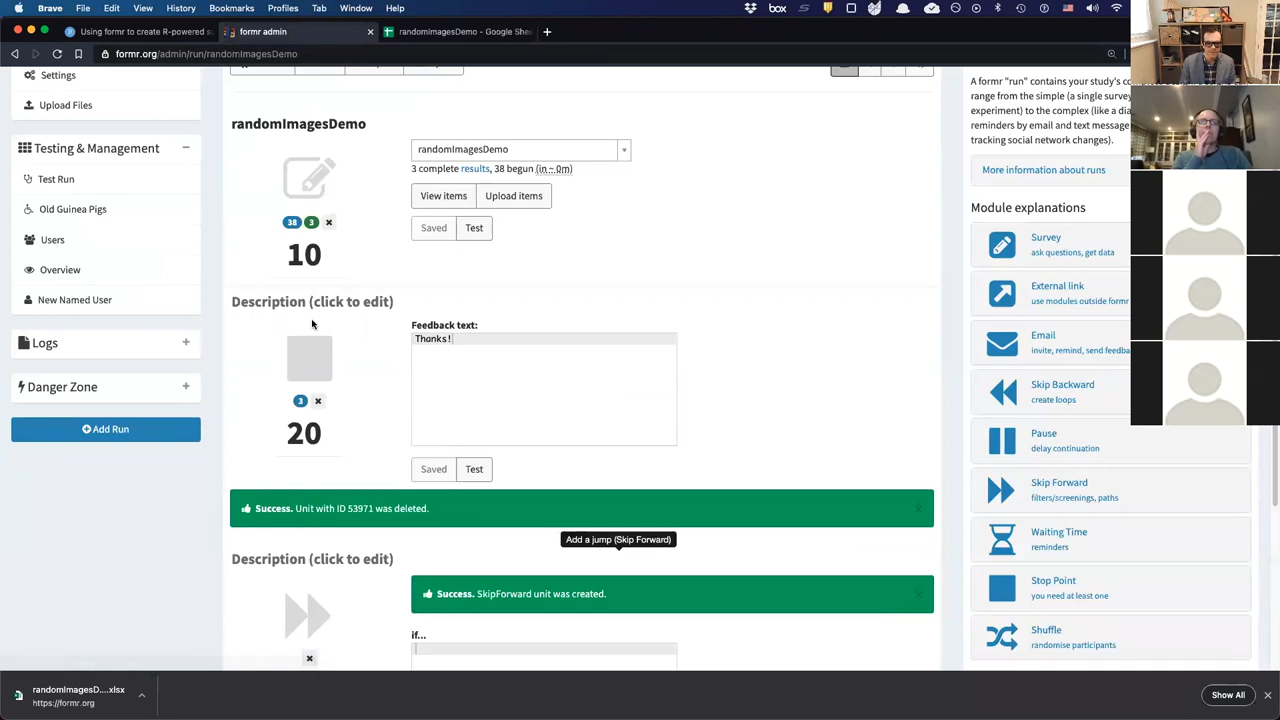 View
History
Bookmarks
Profiles
Tab
Window
Help
box
Using formr to create R-powered s
formr admin
randomImagesDemo - Google She
formr.org/admin/run/randomImagesDemo
Settings
Upload Files
Testing & Management
Test Run
Old Guinea Pigs
Users
Overview
New Named User
Logs
Danger Zone
Add Run
randomImagesDemo
randomImagesDemo
3 complete results, 38 begun (in ~ 0m)
View items
Upload items
38 3
Saved
Test
10
Description (click to edit)
Feedback text:
Thanks!
3
20
Saved
Test
Success. Unit with ID 53971 was deleted.
Add a jump (Skip Forward)
Description (click to edit)
Success. SkipForward unit was created.
if...
A formr "run" contains your study's com
range from the simple (a single survey
experiment) to the complex (like a dia
reminders by email and text message
tracking social network changes).
More information about runs
Module explanations
Survey
ask questions, get data
External link
use modules outside formr
Email
invite, remind, send feedba
Skip Backward
create loops
Pause
delay continuation
Skip Forward
filters/screenings, paths
Waiting Time
reminders
Stop Point
you need at least one
Shuffle
randomise participants
randomImagesD....xlsx
https://formr.org
Show All